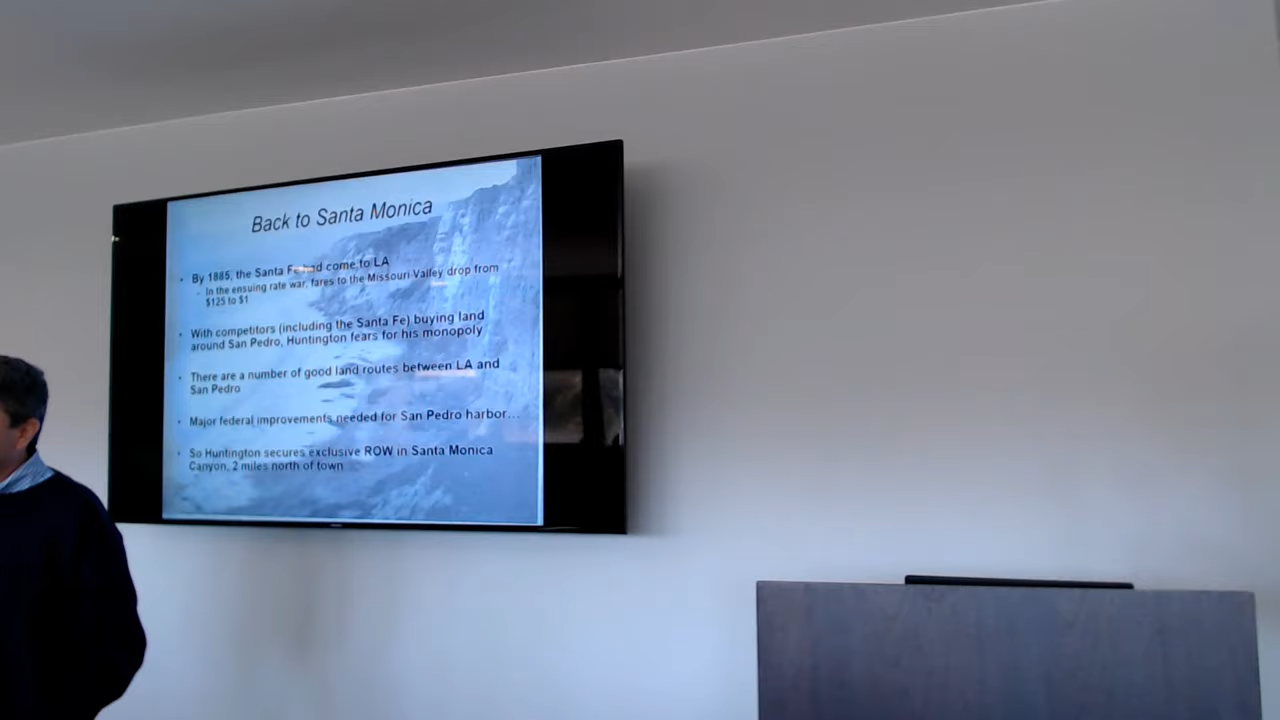 Back to Santa Monica
• By 1885, the Santa Fe had come to LA
– In the ensuing rate war, fares to the Missouri Valley drop from
$125 to $1
• With competitors (including the Santa Fe) buying land
around San Pedro, Huntington fears for his monopoly
• There are a number of good land routes between LA and
San Pedro
• Major federal improvements needed for San Pedro harbor…
• So Huntington secures exclusive ROW in Santa Monica
Canyon, 2 miles north of town